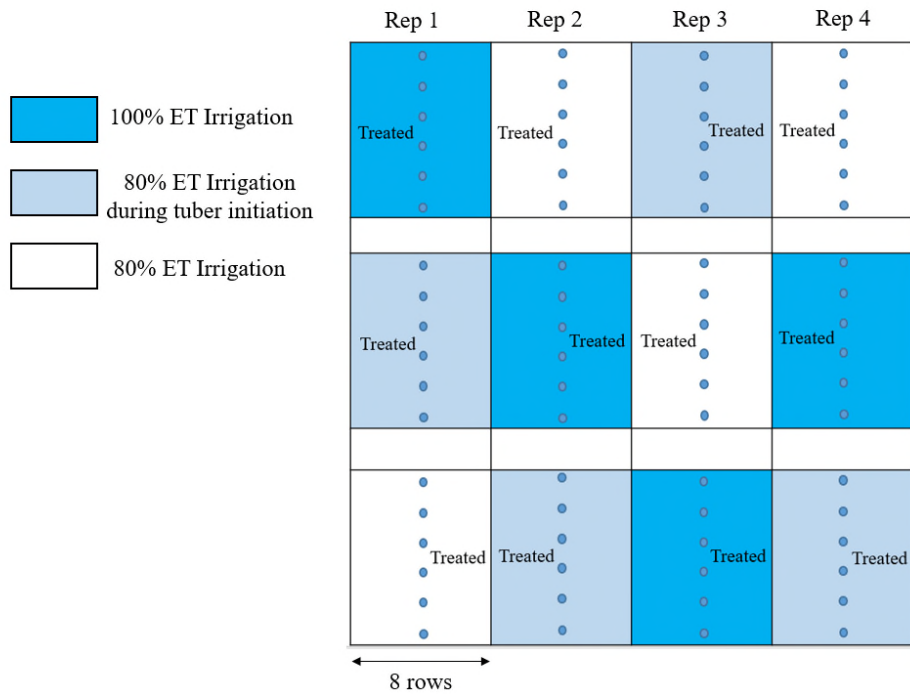 Rep 1
Rep 2
Rep 3
Rep 4
100% ET Irrigation
80% ET Irrigation
during tuber initiation
80% ET Irrigation
Treated
Treated
Treated
Treated
Treated
Treated
Treated
Treated
Treated
Treated
Treated
Treated
8 rows